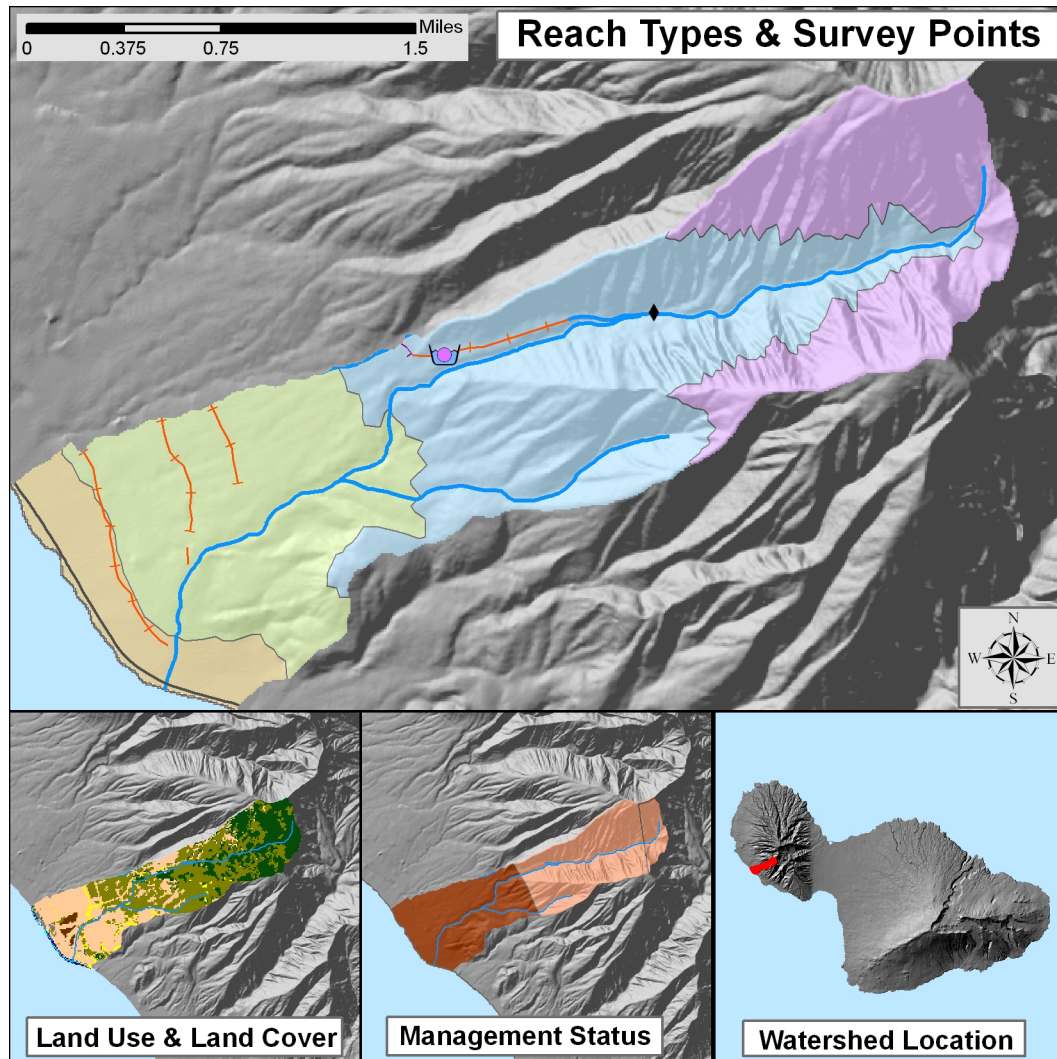 Miles
0 0.375 0.75 1.5
Reach Types & Survey Points
N
W E
S
Land Use & Land Cover
Management Status
Watershed Location